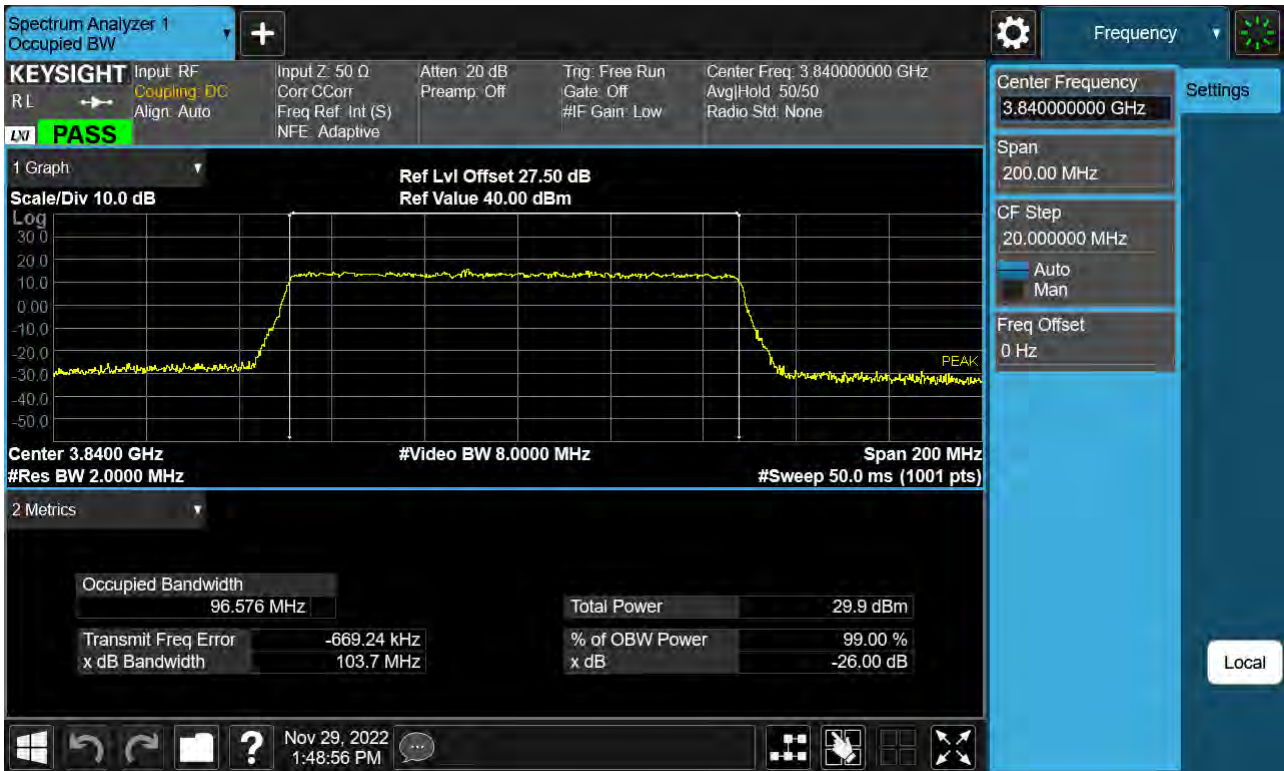 Spectrum Analyzer 1
Occupied BW
+
Frequency
KEYSIGHT
R L
LXI
PASS
Input: RF
Coupling: DC
Align: Auto
Input Z: 50 Ω
Corr CCorr
Freq Ref: Int (S)
NFE: Adaptive
Atten: 20 dB
Preamp: Off
Trig: Free Run
Gate: Off
#IF Gain: Low
Center Freq: 3.840000000 GHz
Avg|Hold: 50/50
Radio Std: None
Center Frequency
3.840000000 GHz
Settings
Span
200.00 MHz
CF Step
20.000000 MHz
Auto
Man
Freq Offset
0 Hz
Local
1 Graph
Scale/Div 10.0 dB
Ref Lvl Offset 27.50 dB
Ref Value 40.00 dBm
Log
30.0
20.0
10.0
0.00
-10.0
-20.0
-30.0
-40.0
-50.0
PEAK
Center 3.8400 GHz
#Video BW 8.0000 MHz
Span 200 MHz
#Res BW 2.0000 MHz
#Sweep 50.0 ms (1001 pts)
2 Metrics
Occupied Bandwidth
96.576 MHz
Total Power 29.9 dBm
Transmit Freq Error -669.24 kHz
% of OBW Power 99.00 %
x dB Bandwidth 103.7 MHz
x dB -26.00 dB
?
Nov 29, 2022
1:48:56 PM